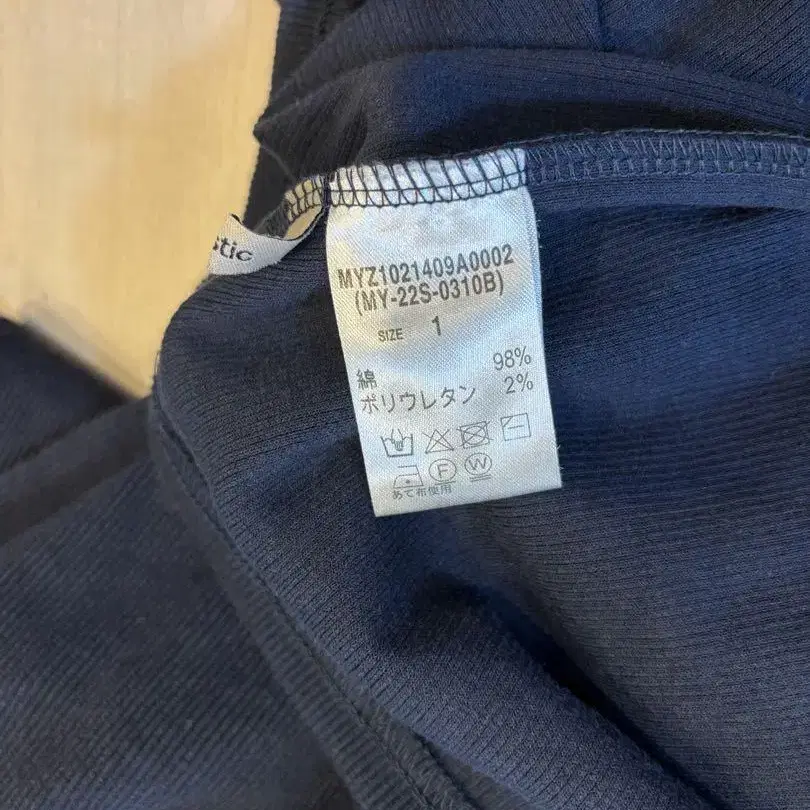 stic
MYZ1021409A0002
(MY-22S-0310B)
SIZE 1
綿 98%
ポリウレタン 2%
F W
あて布使用